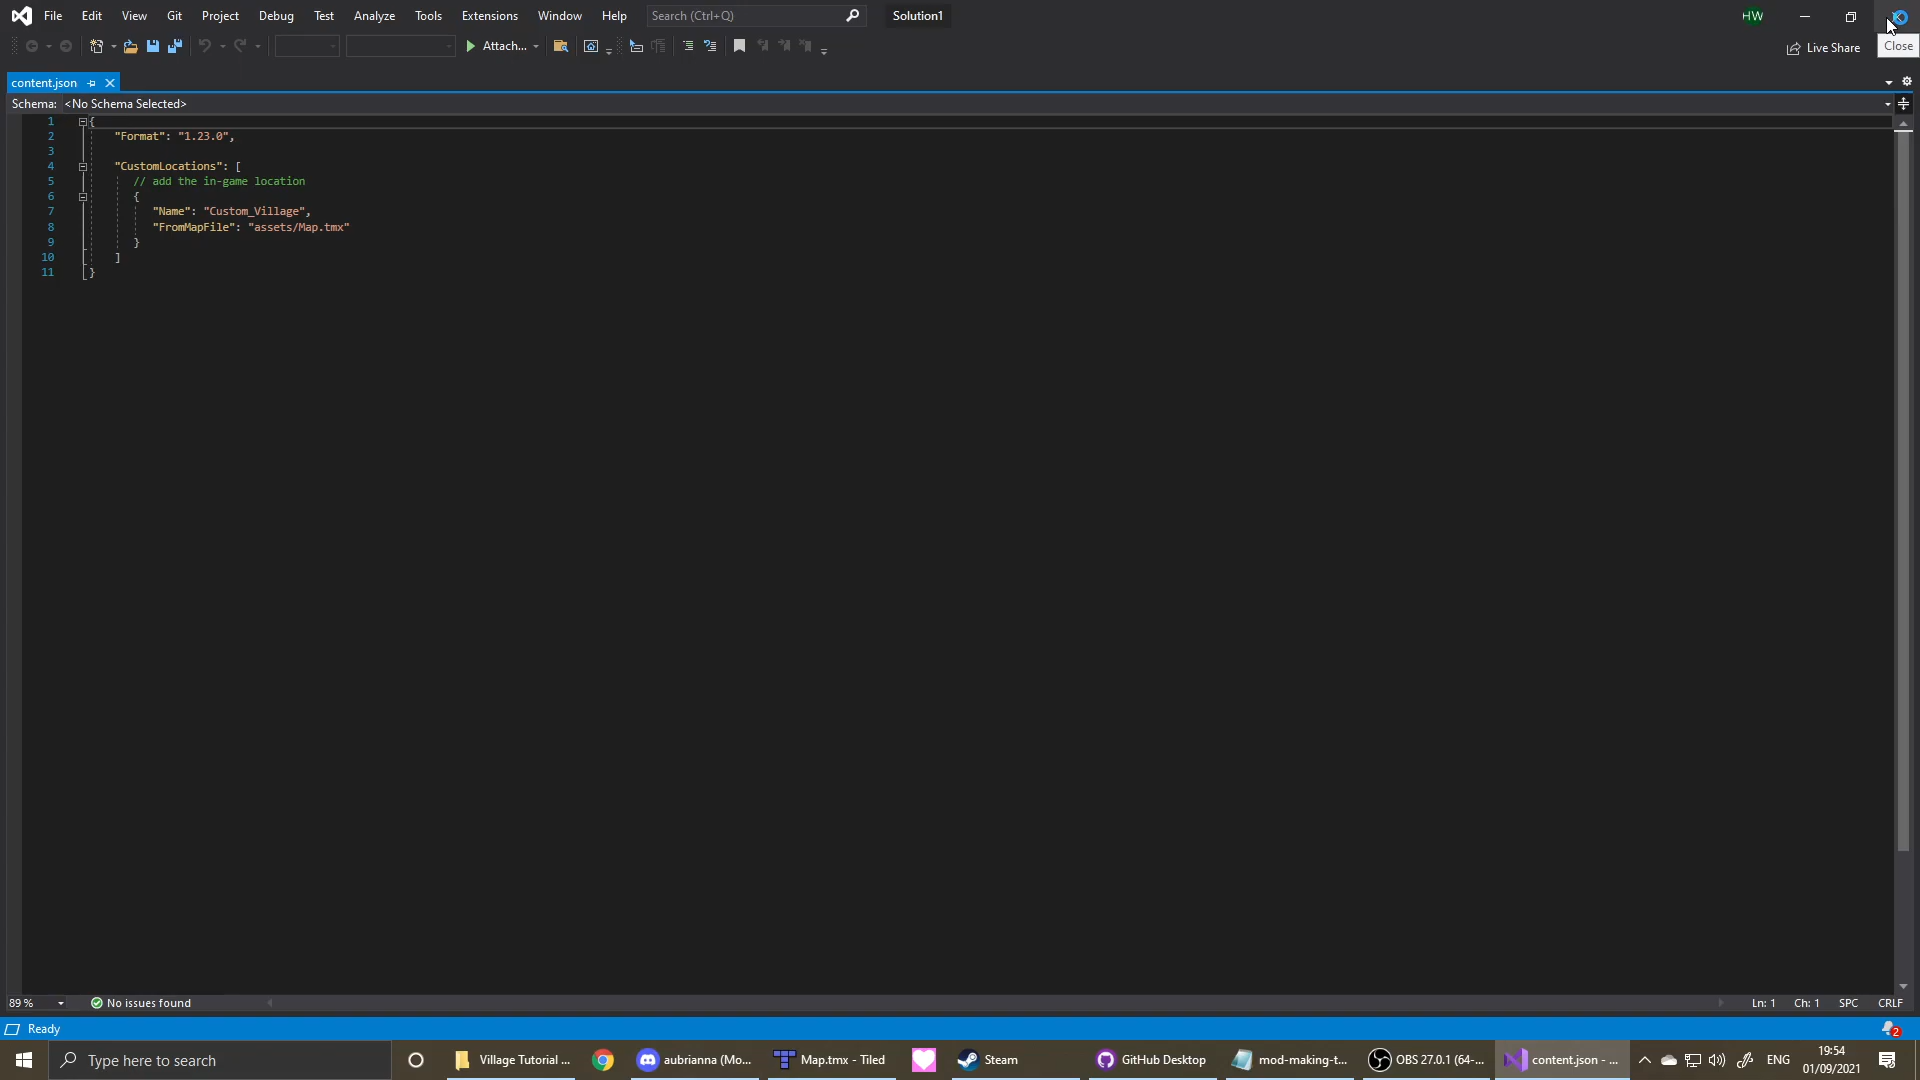 File Edit View Git Project Debug Test Analyze Tools Extensions Window Help Search (Ctrl+Q) Solution1 HW
Attach... Live Share Close
content.json
Schema: <No Schema Selected>
1 {
2 "Format": "1.23.0",
3
4 "CustomLocations": [
5 // add the in-game location
6 {
7 "Name": "Custom_Village",
8 "FromMapFile": "assets/Map.tmx"
9 }
10 ]
11 }
89 % No issues found Ln: 1 Ch: 1 SPC CRLF
Ready 2
Type here to search Village Tutorial ... aubrianna (Mo... Map.tmx - Tiled Steam GitHub Desktop mod-making-t... OBS 27.0.1 (64-... content.json - ... ENG 19:54
01/09/2021